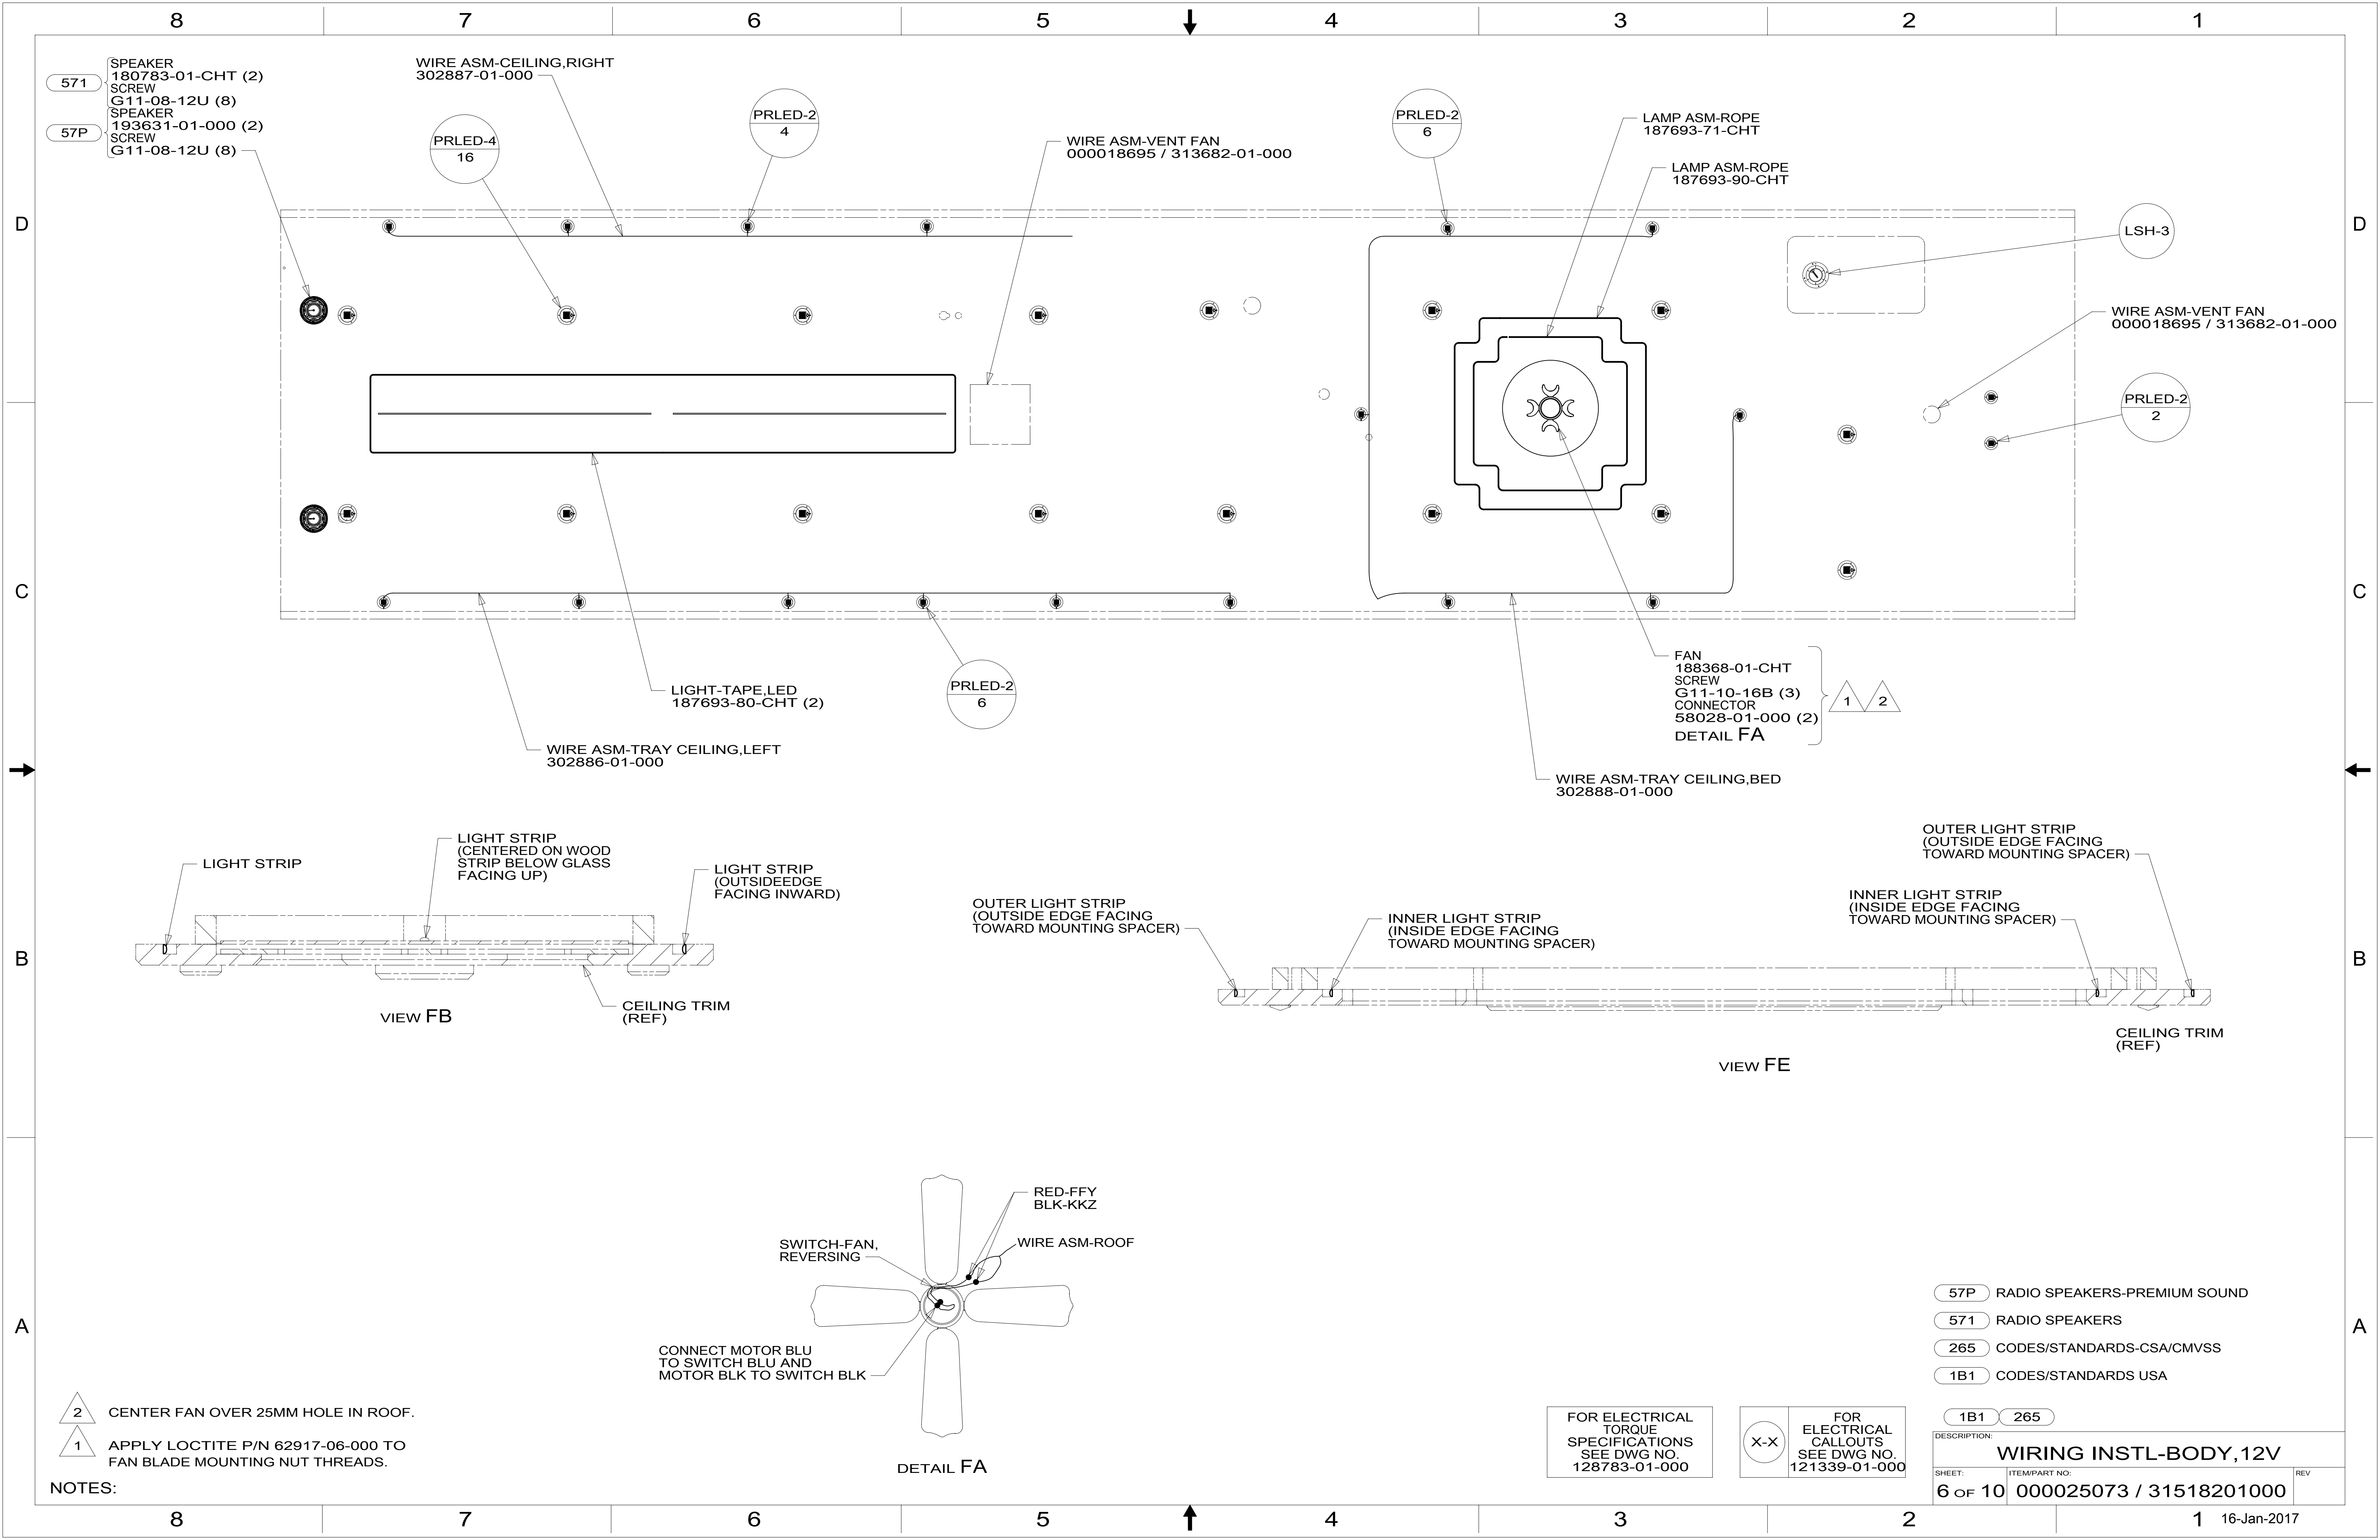 8 7 6 5 4 3 2 1
SPEAKER
571
180783-01-CHT (2)
SCREW
G11-08-12U (8)
SPEAKER
57P
193631-01-000 (2)
SCREW
G11-08-12U (8)
WIRE ASM-CEILING,RIGHT
302887-01-000
PRLED-4
16
PRLED-2
4
WIRE ASM-VENT FAN
000018695 / 313682-01-000
PRLED-2
6
LAMP ASM-ROPE
187693-71-CHT
LAMP ASM-ROPE
187693-90-CHT
D
D
LSH-3
WIRE ASM-VENT FAN
000018695 / 313682-01-000
PRLED-2
2
C
C
LIGHT-TAPE,LED
187693-80-CHT (2)
PRLED-2
6
WIRE ASM-TRAY CEILING,LEFT
302886-01-000
FAN
188368-01-CHT
SCREW
G11-10-16B (3)
CONNECTOR
58028-01-000 (2)
DETAIL FA
1
2
WIRE ASM-TRAY CEILING,BED
302888-01-000
LIGHT STRIP
LIGHT STRIP
(CENTERED ON WOOD
STRIP BELOW GLASS
FACING UP)
LIGHT STRIP
(OUTSIDEEDGE
FACING INWARD)
CEILING TRIM
(REF)
VIEW FB
OUTER LIGHT STRIP
(OUTSIDE EDGE FACING
TOWARD MOUNTING SPACER)
INNER LIGHT STRIP
(INSIDE EDGE FACING
TOWARD MOUNTING SPACER)
OUTER LIGHT STRIP
(OUTSIDE EDGE FACING
TOWARD MOUNTING SPACER)
INNER LIGHT STRIP
(INSIDE EDGE FACING
TOWARD MOUNTING SPACER)
CEILING TRIM
(REF)
VIEW FE
B
B
RED-FFY
BLK-KKZ
SWITCH-FAN,
REVERSING
WIRE ASM-ROOF
CONNECT MOTOR BLU
TO SWITCH BLU AND
MOTOR BLK TO SWITCH BLK
DETAIL FA
A
A
57P RADIO SPEAKERS-PREMIUM SOUND
571 RADIO SPEAKERS
265 CODES/STANDARDS-CSA/CMVSS
1B1 CODES/STANDARDS USA
1B1 265
2 CENTER FAN OVER 25MM HOLE IN ROOF.
1 APPLY LOCTITE P/N 62917-06-000 TO
FAN BLADE MOUNTING NUT THREADS.
NOTES:
FOR ELECTRICAL
TORQUE
SPECIFICATIONS
SEE DWG NO.
128783-01-000
X-X
FOR
ELECTRICAL
CALLOUTS
SEE DWG NO.
121339-01-000
DESCRIPTION:
WIRING INSTL-BODY,12V
SHEET:
6 OF 10
ITEM/PART NO:
000025073 / 31518201000
REV
8 7 6 5 4 3 2 1
16-Jan-2017